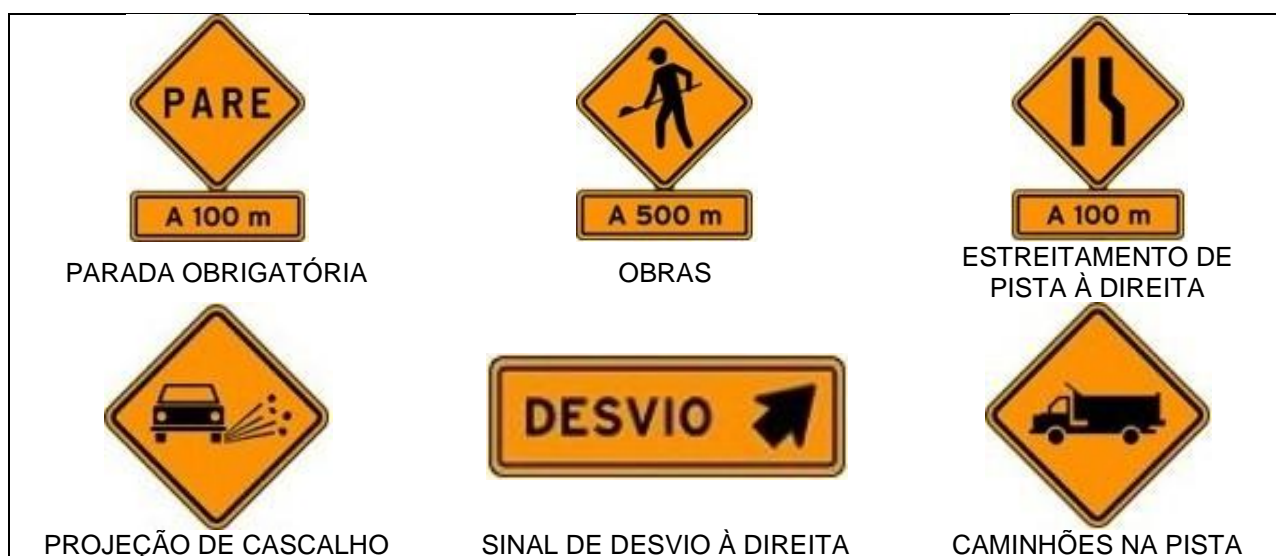 PARE
A 100 m
PARADA OBRIGATÓRIA
A 500 m
OBRAS
A 100 m
ESTREITAMENTO DE
PISTA À DIREITA
PROJEÇÃO DE CASCALHO
DESVIO
SINAL DE DESVIO À DIREITA
CAMINHÕES NA PISTA